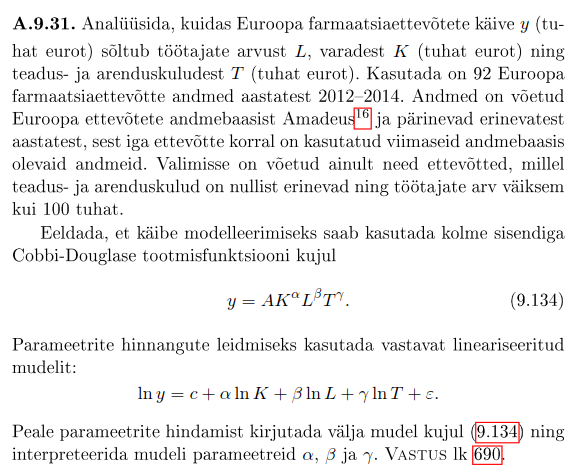 A.9.31. Analüüsida, kuidas Euroopa farmaatsiaettevõtete käive y (tu-
hat eurot) sõltub töötajate arvust L, varadest K (tuhat eurot) ning
teadus- ja arenduskuludest T (tuhat eurot). Kasutada on 92 Euroopa
farmaatsiaettevõtte andmed aastatest 2012–2014. Andmed on võetud
Euroopa ettevõtete andmebaasist Amadeus16 ja pärinevad erinevatest
aastatest, sest iga ettevõtte korral on kasutatud viimaseid andmebaasis
olevaid andmeid. Valimisse on võetud ainult need ettevõtted, millel
teadus- ja arenduskulud on nullist erinevad ning töötajate arv väiksem
kui 100 tuhat.
Eeldada, et käibe modelleerimiseks saab kasutada kolme sisendiga
Cobbi-Douglase tootmisfunktsiooni kujul
y = AK^α L^β T^γ. (9.134)
Parameetrite hinnangute leidmiseks kasutada vastavat lineariseeritud
mudelit:
ln y = c + α ln K + β ln L + γ ln T + ε.
Peale parameetrite hindamist kirjutada välja mudel kujul (9.134) ning
interpreteerida mudeli parameetreid α, β ja γ. VASTUS lk 690.